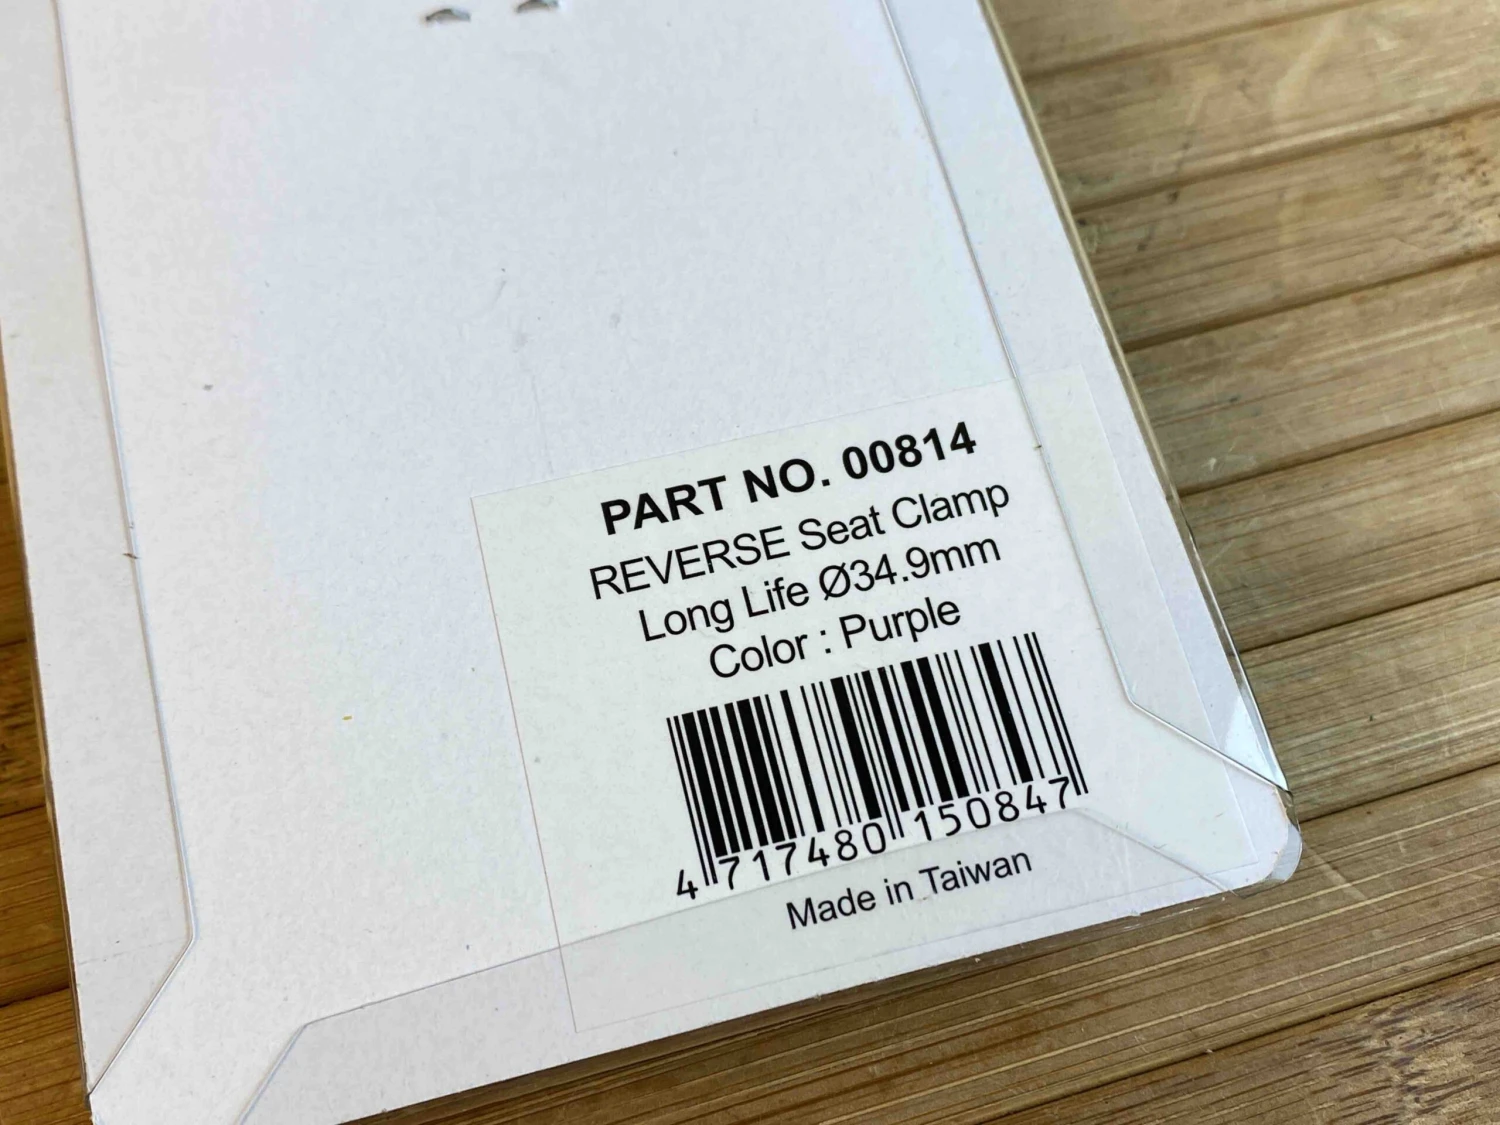 PART NO. 00814
REVERSE Seat Clamp
Long Life Ø34.9mm
Color : Purple
4 717480 150847
Made in Taiwan